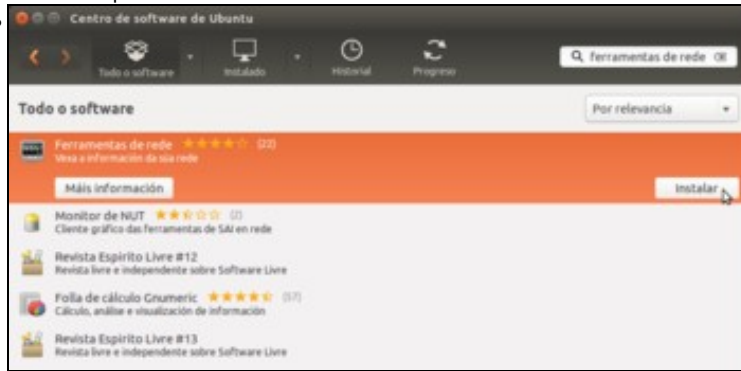 Centro de software de Ubuntu
Todo o software
Instalado
Historial
Progreso
ferramentas de rede
Todo o software
Por relevancia
Ferramentas de rede (22)
Vexa a información da súa rede
Máis información
Instalar
Monitor de NUT (2)
Cliente gráfico das ferramentas de SAI en rede
Revista Espirito Livre #12
Revista livre e independente sobre Software Livre
Folla de cálculo Gnumeric (57)
Cálculo, análise e visualización de información
Revista Espirito Livre #13
Revista livre e independente sobre Software Livre